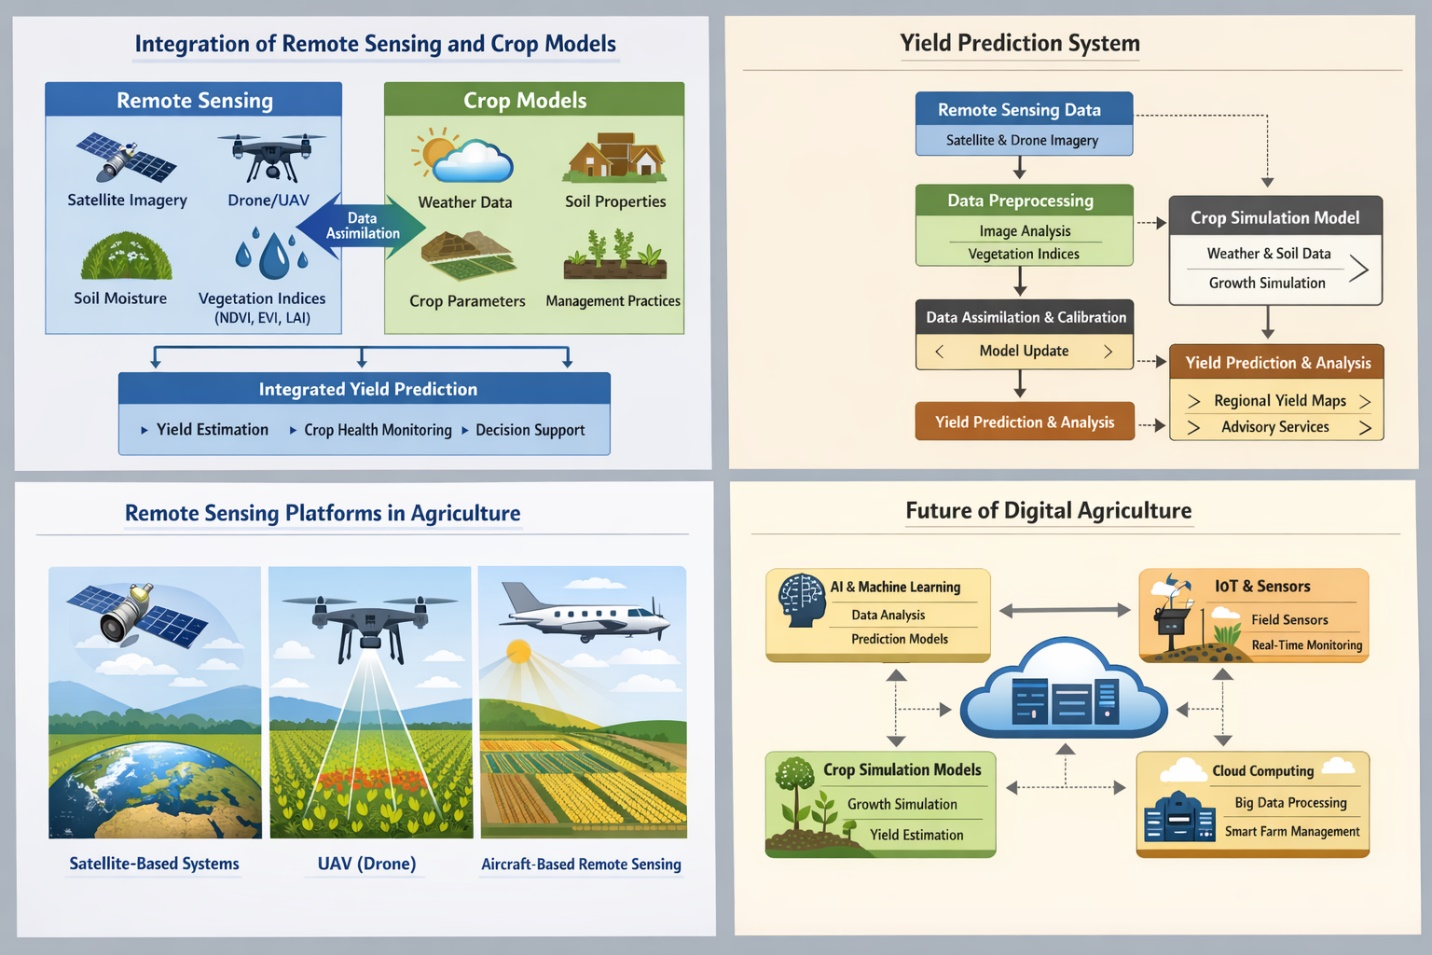 Integration of Remote Sensing and Crop Models
Remote Sensing
Satellite Imagery
Drone/UAV
Soil Moisture
Vegetation Indices
(NDVI, EVI, LAI)
Data
Assimilation
Crop Models
Weather Data
Soil Properties
Crop Parameters
Management Practices
Integrated Yield Prediction
Yield Estimation
Crop Health Monitoring
Decision Support
Yield Prediction System
Remote Sensing Data
Satellite & Drone Imagery
Data Preprocessing
Image Analysis
Vegetation Indices
Data Assimilation & Calibration
Model Update
Yield Prediction & Analysis
Crop Simulation Model
Weather & Soil Data
Growth Simulation
Yield Prediction & Analysis
Regional Yield Maps
Advisory Services
Remote Sensing Platforms in Agriculture
Satellite-Based Systems
UAV (Drone)
Aircraft-Based Remote Sensing
Future of Digital Agriculture
AI & Machine Learning
Data Analysis
Prediction Models
IoT & Sensors
Field Sensors
Real-Time Monitoring
Crop Simulation Models
Growth Simulation
Yield Estimation
Cloud Computing
Big Data Processing
Smart Farm Management